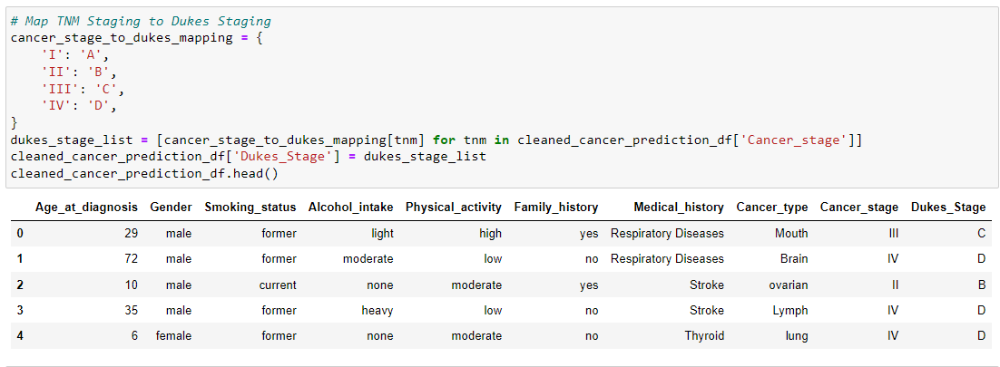 # Map TNM Staging to Dukes Staging
cancer_stage_to_dukes_mapping = {
    'I': 'A',
    'II': 'B',
    'III': 'C',
    'IV': 'D',
}
dukes_stage_list = [cancer_stage_to_dukes_mapping[tnm] for tnm in cleaned_cancer_prediction_df['Cancer_stage']]
cleaned_cancer_prediction_df['Dukes_Stage'] = dukes_stage_list
cleaned_cancer_prediction_df.head()
Age_at_diagnosis Gender Smoking_status Alcohol_intake Physical_activity Family_history Medical_history Cancer_type Cancer_stage Dukes_Stage
0 29 male former light high yes Respiratory Diseases Mouth III C
1 72 male former moderate low no Respiratory Diseases Brain IV D
2 10 male current none moderate yes Stroke ovarian II B
3 35 male former heavy low no Stroke Lymph IV D
4 6 female former none moderate no Thyroid lung IV D